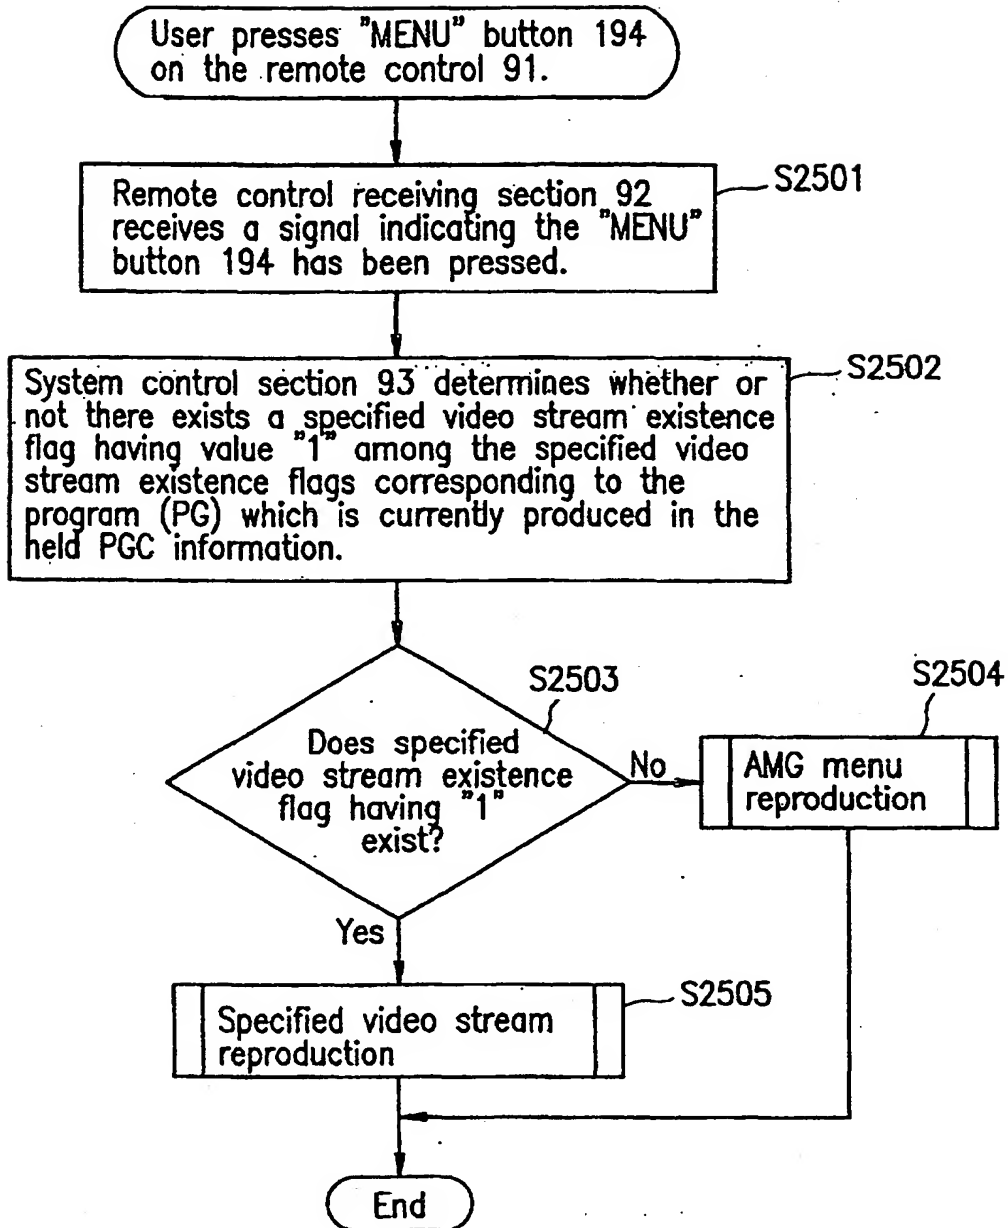 User presses "MENU" button 194
on the remote control 91.
Remote control receiving section 92
receives a signal indicating the "MENU"
button 194 has been pressed.
S2501
System control section 93 determines whether or
not there exists a specified video stream existence
flag having value "1" among the specified video
stream existence flags corresponding to the
program (PG) which is currently produced in the
held PGC information.
S2502
Does specified
video stream existence
flag having "1"
exist?
S2503
No
S2504
AMG menu
reproduction
Yes
Specified video stream
reproduction
S2505
End